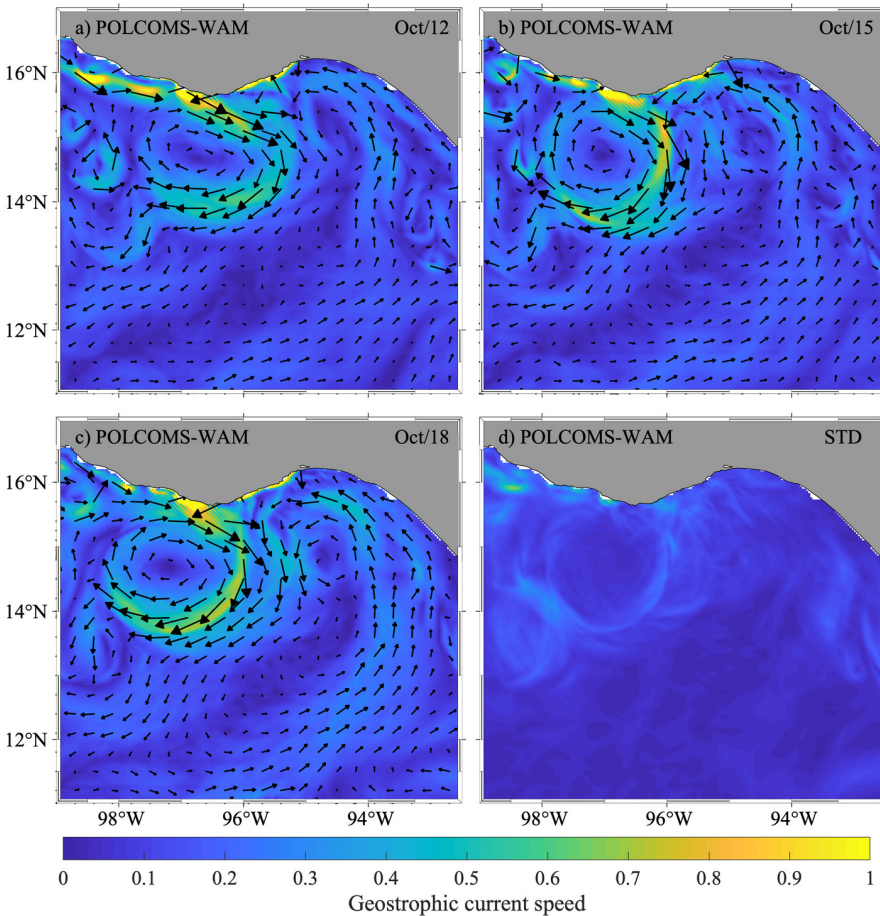 a) POLCOMS-WAM Oct/12
b) POLCOMS-WAM Oct/15
16°N
14°N
12°N
c) POLCOMS-WAM Oct/18
d) POLCOMS-WAM STD
16°N
14°N
12°N
98°W 96°W 94°W
98°W 96°W 94°W
0 0.1 0.2 0.3 0.4 0.5 0.6 0.7 0.8 0.9 1
Geostrophic current speed